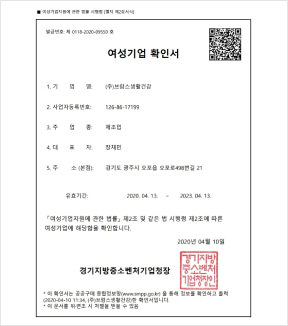 ■ 여성기업지원에 관한 법률 시행령 [별지 제2호서식]
발급번호: 제 0118-2020-09550 호
여성기업 확인서
1. 기 업 명: (주)브림스생활건강
2. 사업자등록번호: 126-86-17199
3. 주 업 종: 제조업
4. 대 표 자: 정재란
5. 주 소 (본점): 경기도 광주시 오포읍 오포로498번길 21
유효기간: 2020. 04. 13. ~ 2023. 04. 13.
「여성기업지원에 관한 법률」 제2조 및 같은 법 시행령 제2조에 따른
여성기업에 해당함을 확인합니다.
2020년 04월 10일
경기지방중소벤처기업청장
경기지방
중소벤처
기업청장인
* 이 확인서는 공공구매 종합정보망(www.smpp.go.kr) 을 통해 정보를 확인하고 출력
(2020-04-10 11:34, (주)브림스생활건강)한 확인서입니다.
* 이 문서를 위·변조 시 처벌을 받을 수 있음